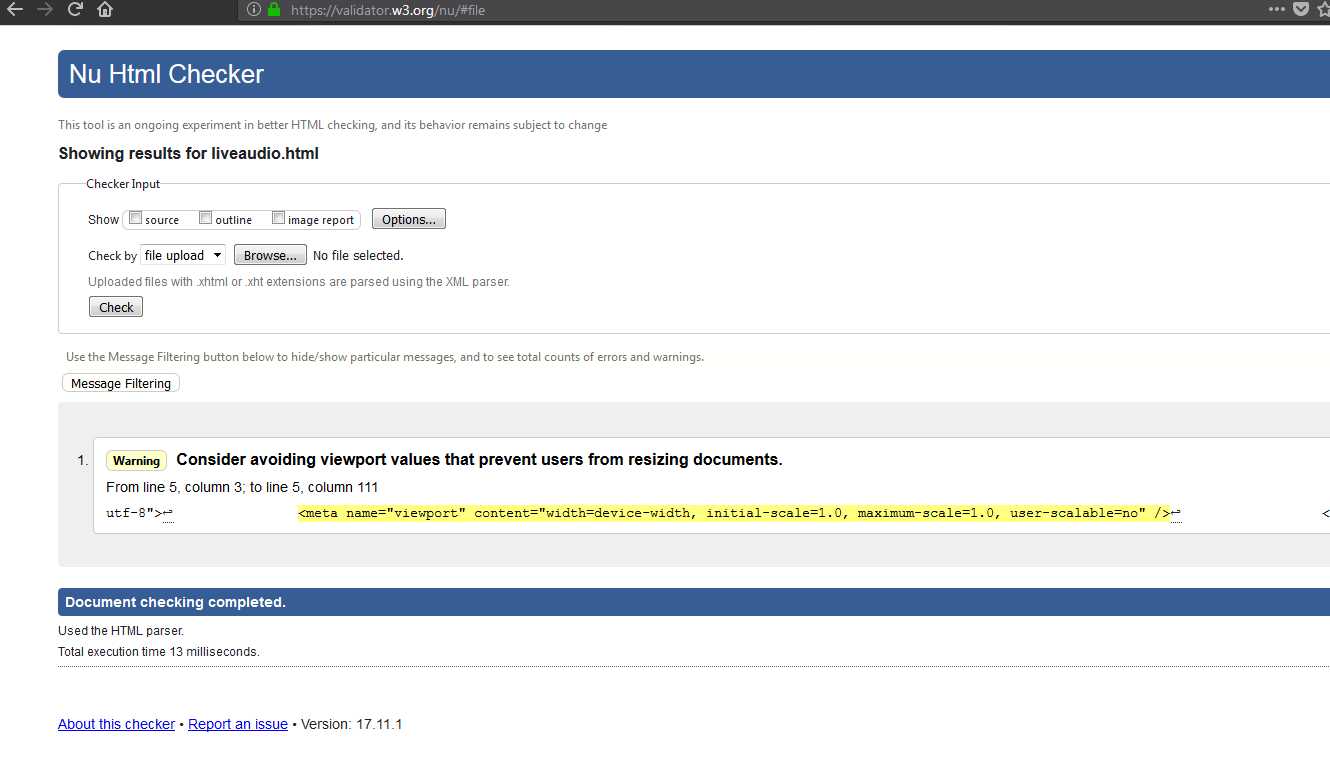 https://validator.w3.org/nu/#file
Nu Html Checker
This tool is an ongoing experiment in better HTML checking, and its behavior remains subject to change
Showing results for liveaudio.html
Checker Input
Show source outline image report Options...
Check by file upload Browse... No file selected.
Uploaded files with .xhtml or .xht extensions are parsed using the XML parser.
Check
Use the Message Filtering button below to hide/show particular messages, and to see total counts of errors and warnings.
Message Filtering
1. Warning Consider avoiding viewport values that prevent users from resizing documents.
From line 5, column 3; to line 5, column 111
utf-8">↩ <meta name="viewport" content="width=device-width, initial-scale=1.0, maximum-scale=1.0, user-scalable=no" />↩ <
Document checking completed.
Used the HTML parser.
Total execution time 13 milliseconds.
About this checker • Report an issue • Version: 17.11.1